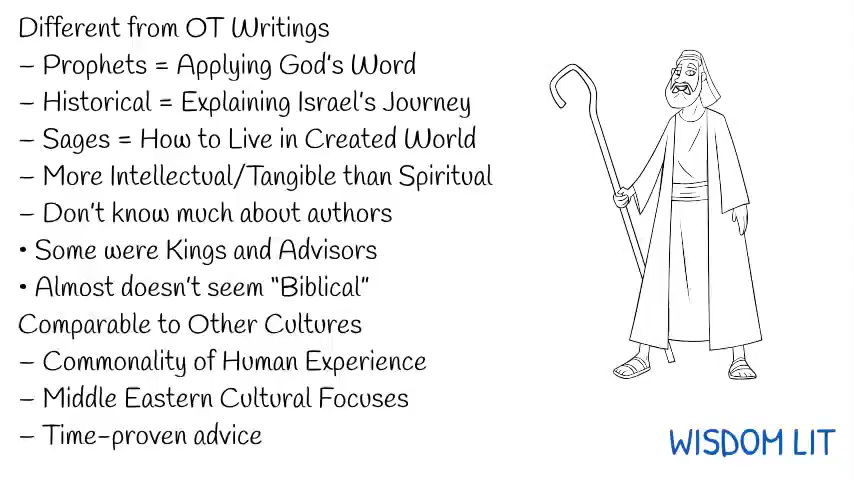 Different from OT Writings
– Prophets = Applying God's Word
– Historical = Explaining Israel's Journey
– Sages = How to Live in Created World
– More Intellectual/Tangible than Spiritual
– Don't know much about authors
• Some were Kings and Advisors
• Almost doesn't seem "Biblical"
Comparable to Other Cultures
– Commonality of Human Experience
– Middle Eastern Cultural Focuses
– Time-proven advice
WISDOM LIT